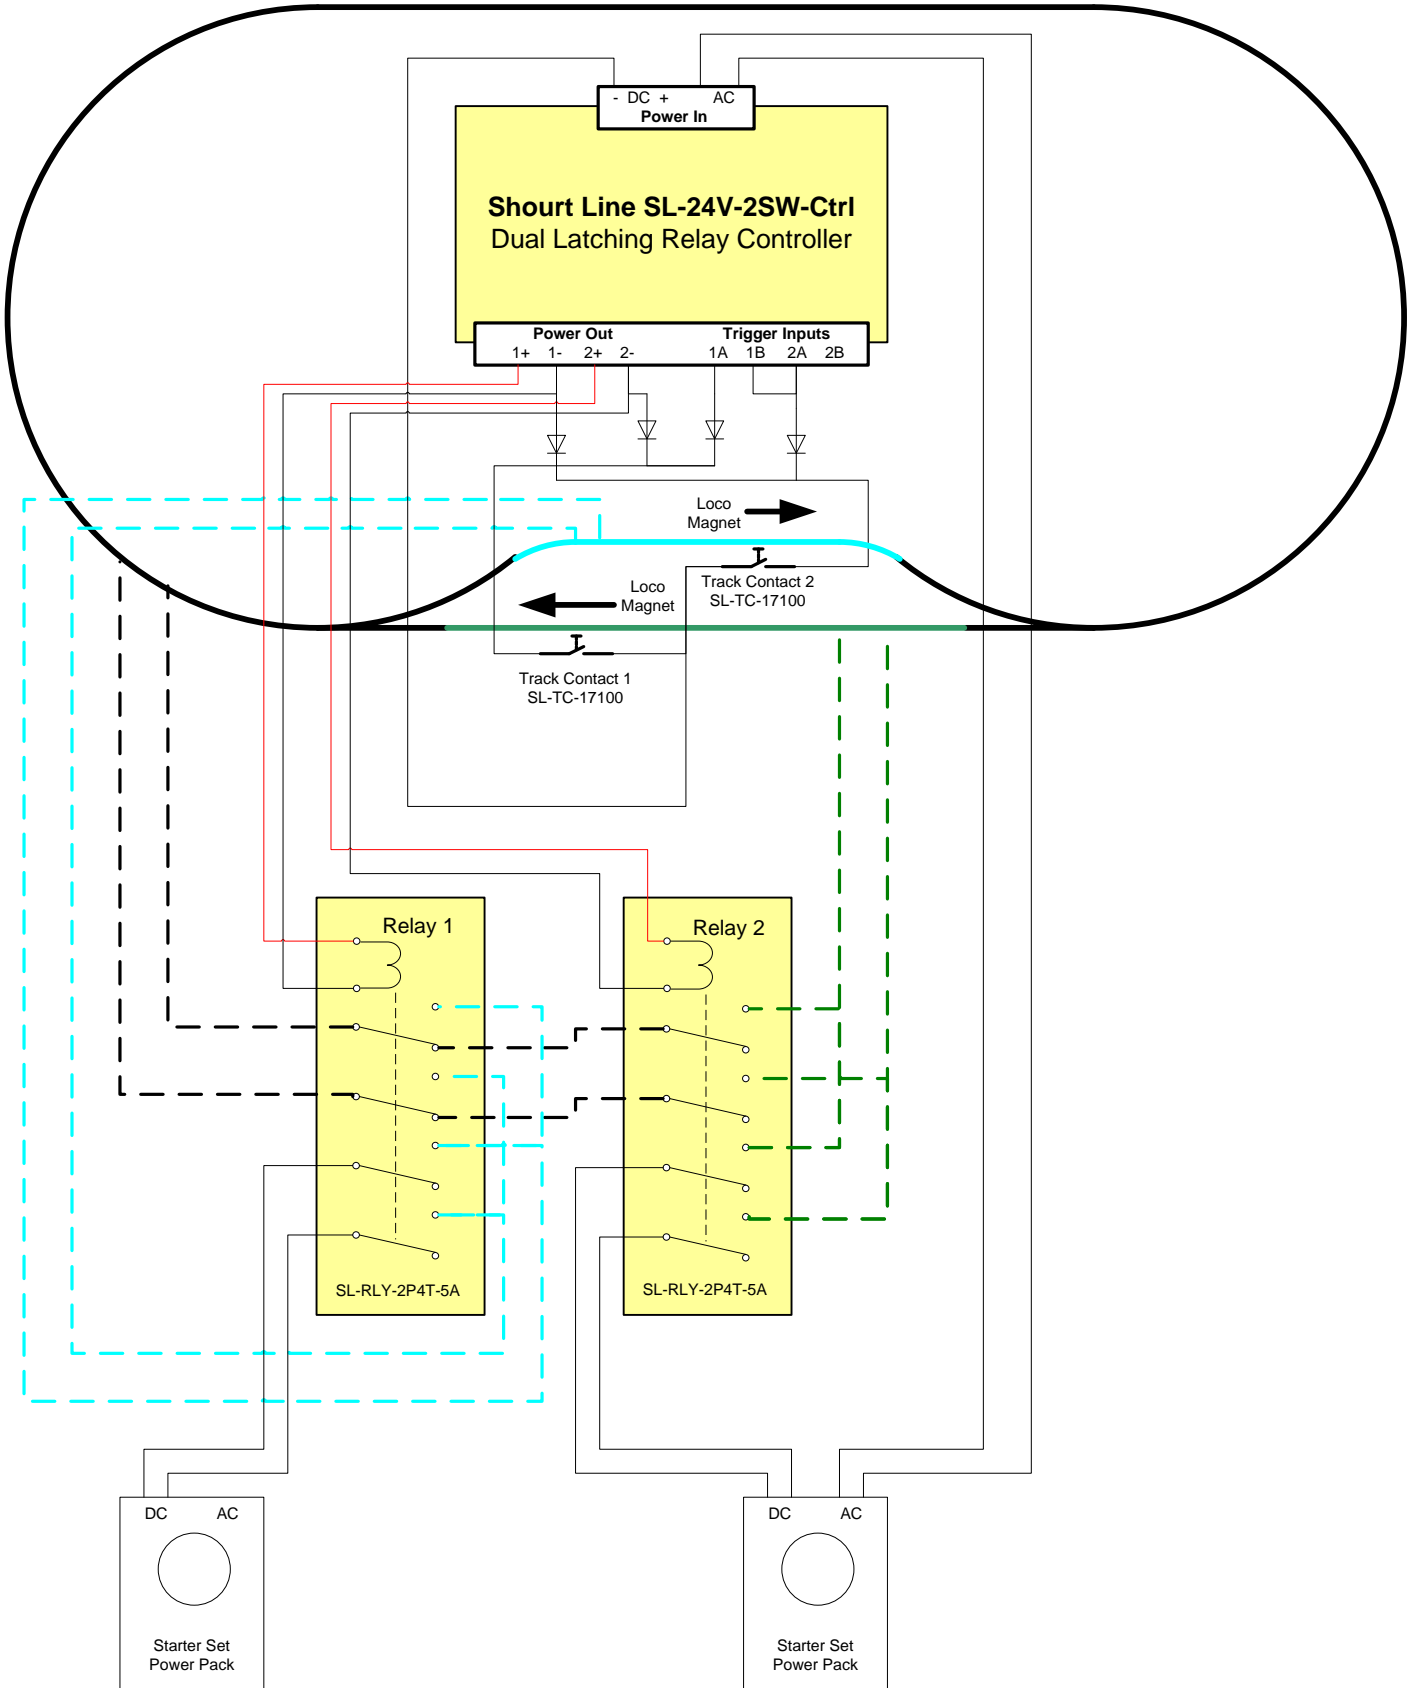 - DC + AC
Power In
Shourt Line SL-24V-2SW-Ctrl
Dual Latching Relay Controller
Power Out Trigger Inputs
1+ 1- 2+ 2- 1A 1B 2A 2B
Loco
Magnet
Track Contact 2
SL-TC-17100
Loco
Magnet
Track Contact 1
SL-TC-17100
Relay 1
SL-RLY-2P4T-5A
Relay 2
SL-RLY-2P4T-5A
DC AC
Starter Set
Power Pack
DC AC
Starter Set
Power Pack